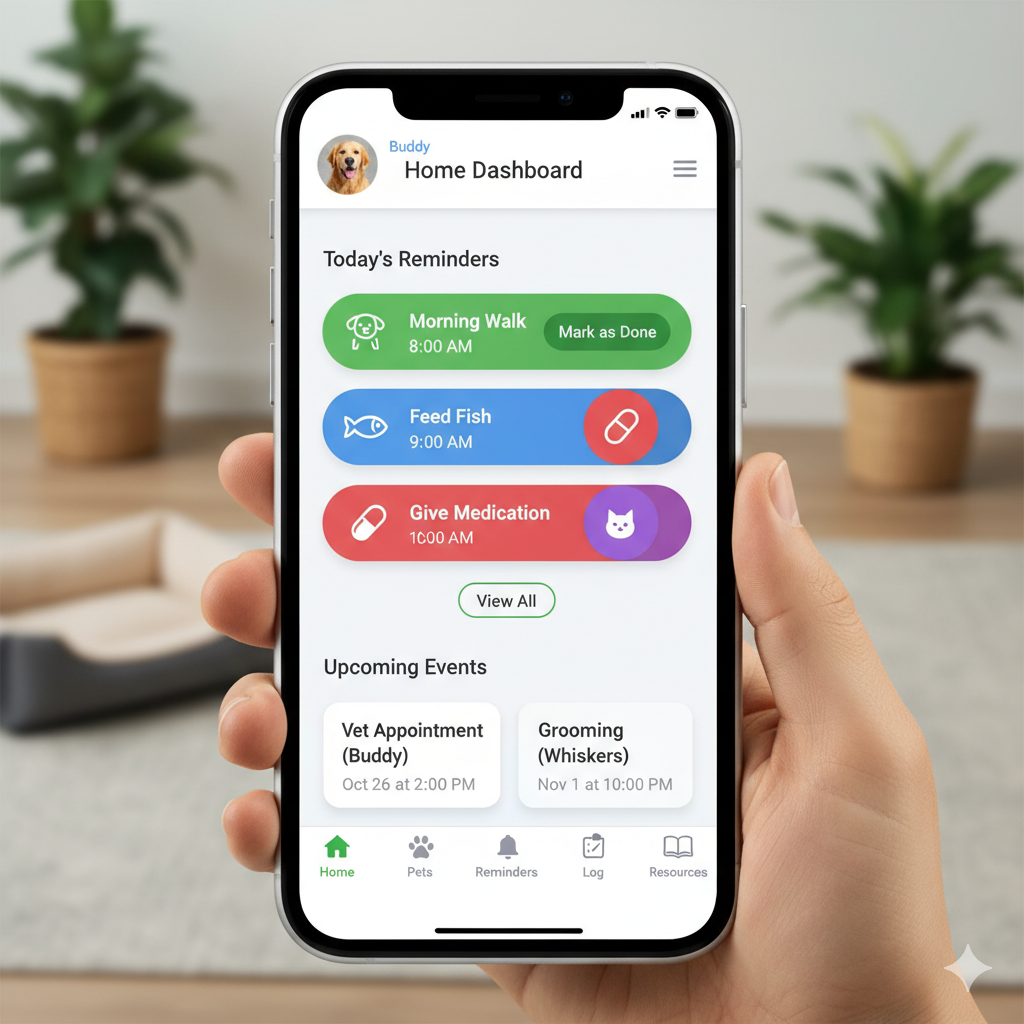 Buddy
Home Dashboard
Today's Reminders
Morning Walk
8:00 AM
Mark as Done
Feed Fish
9:00 AM
Give Medication
View All
Upcoming Events
Vet Appointment
(Buddy)
Oct 26 at 2:00 PM
Grooming
(Whiskers)
Nov 1 at 10:00 PM
Home
Pets
Reminders
Log
Resources